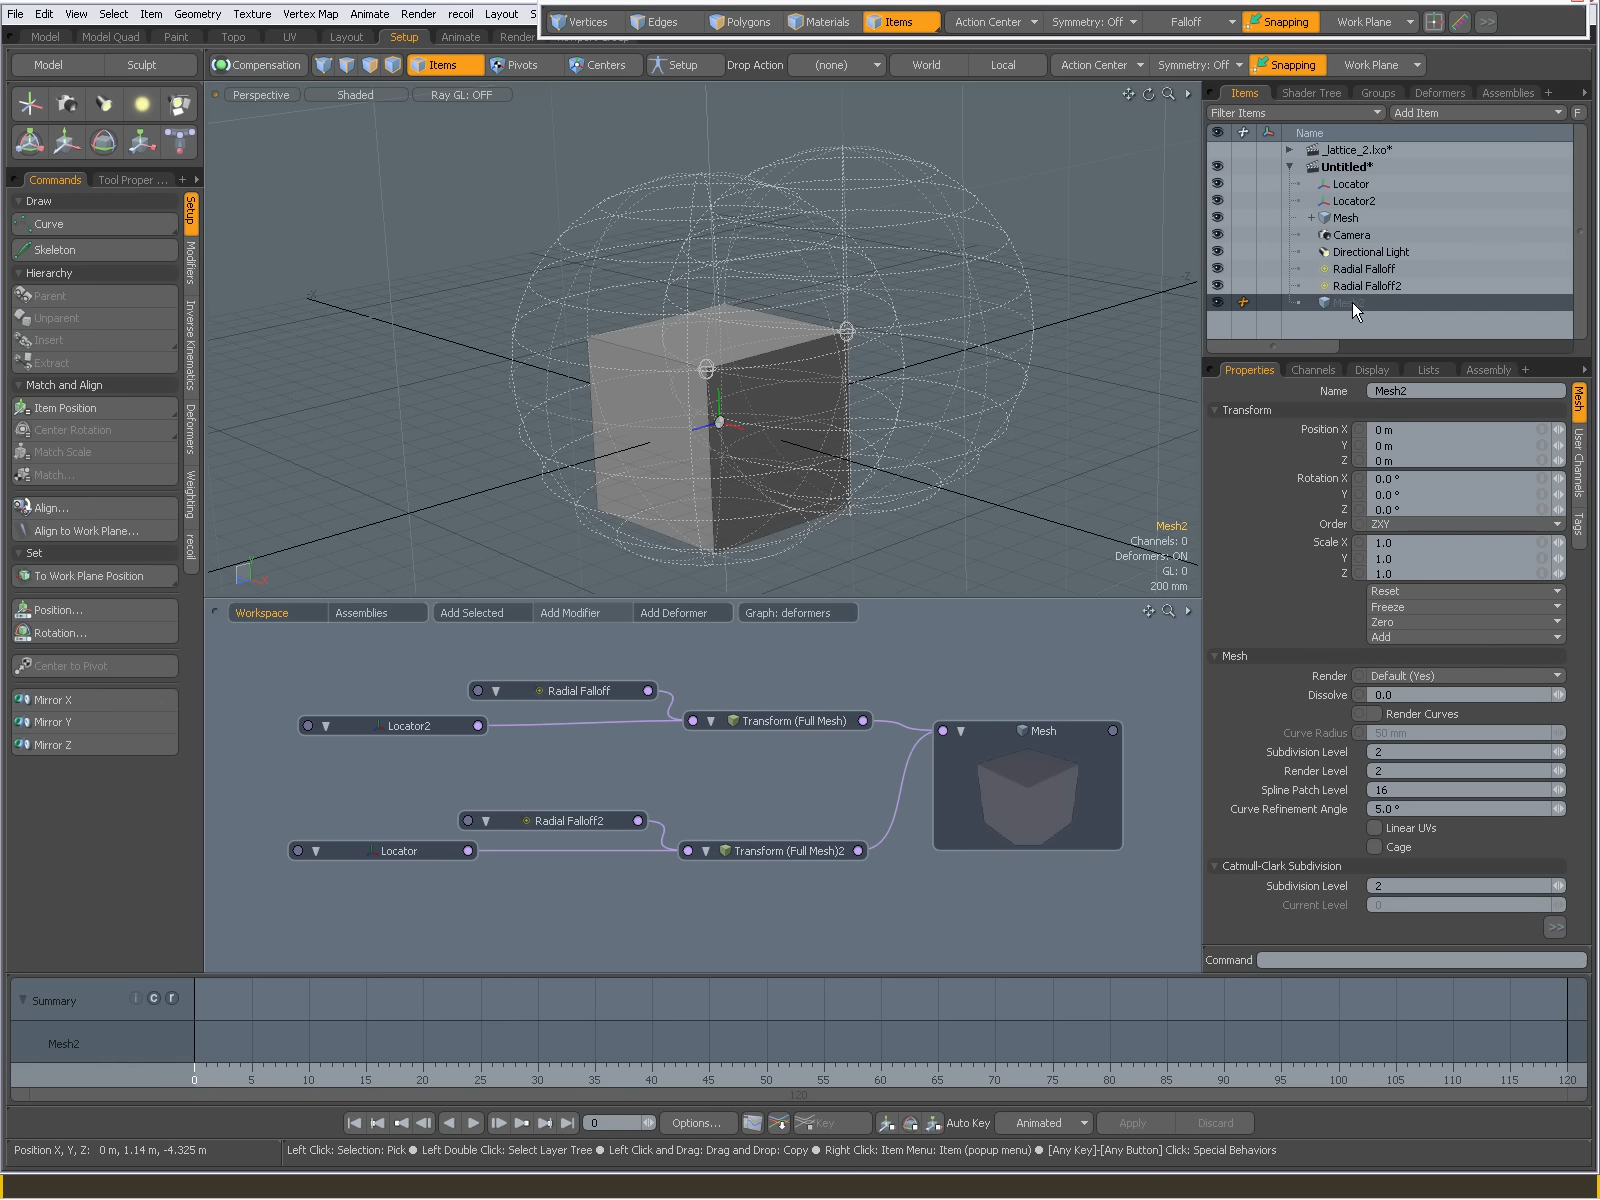 File Edit View Select Item Geometry Texture Vertex Map Animate Render recoil Layout S
Vertices Edges Polygons Materials Items Action Center Symmetry: Off Falloff Snapping Work Plane >>
Model Model Quad Paint Topo UV Layout Setup Animate Render
Model Sculpt Compensation Items Pivots Centers Setup Drop Action (none) World Local Action Center Symmetry: Off Snapping Work Plane
Perspective Shaded Ray GL: OFF
Commands Tool Proper ... +
Draw
Curve
Skeleton
Hierarchy
Parent
Unparent
Insert
Extract
Match and Align
Item Position
Center Rotation
Match Scale
Match...
Align...
Align to Work Plane...
Set
To Work Plane Position
Position...
Rotation...
Center to Pivot
Mirror X
Mirror Y
Mirror Z
Setup
Modifiers
Inverse Kinematics
Deformers
Weighting
recoil
-X
-Z
Mesh2
Channels: 0
Deformers: ON
GL: 0
200 mm
Workspace Assemblies Add Selected Add Modifier Add Deformer Graph: deformers
Radial Falloff
Locator2
Transform (Full Mesh)
Mesh
Radial Falloff2
Locator
Transform (Full Mesh)2
Items Shader Tree Groups Deformers Assemblies +
Filter Items Add Item F
Name
_lattice_2.lxo*
Untitled*
Locator
Locator2
Mesh
Camera
Directional Light
Radial Falloff
Radial Falloff2
Mesh2
Properties Channels Display Lists Assembly +
Name Mesh2
Transform
Position X 0 m
Y 0 m
Z 0 m
Rotation X 0.0 °
Y 0.0 °
Z 0.0 °
Order ZXY
Scale X 1.0
Y 1.0
Z 1.0
Reset
Freeze
Zero
Add
Mesh
Render Default (Yes)
Dissolve 0.0
Render Curves
Curve Radius 50 mm
Subdivision Level 2
Render Level 2
Spline Patch Level 16
Curve Refinement Angle 5.0 °
Linear UVs
Cage
Catmull-Clark Subdivision
Subdivision Level 2
Current Level 0
>>
Mesh
User Channels
Tags
Command
Summary i c r
Mesh2
0 5 10 15 20 25 30 35 40 45 50 55 60 65 70 75 80 85 90 95 100 105 110 115 120
120
0 Options... Key Auto Key Animated Apply Discard
Position X, Y, Z: 0 m, 1.14 m, -4.325 m Left Click: Selection: Pick ● Left Double Click: Select Layer Tree ● Left Click and Drag: Drag and Drop: Copy ● Right Click: Item Menu: Item (popup menu) ● [Any Key]-[Any Button] Click: Special Behaviors